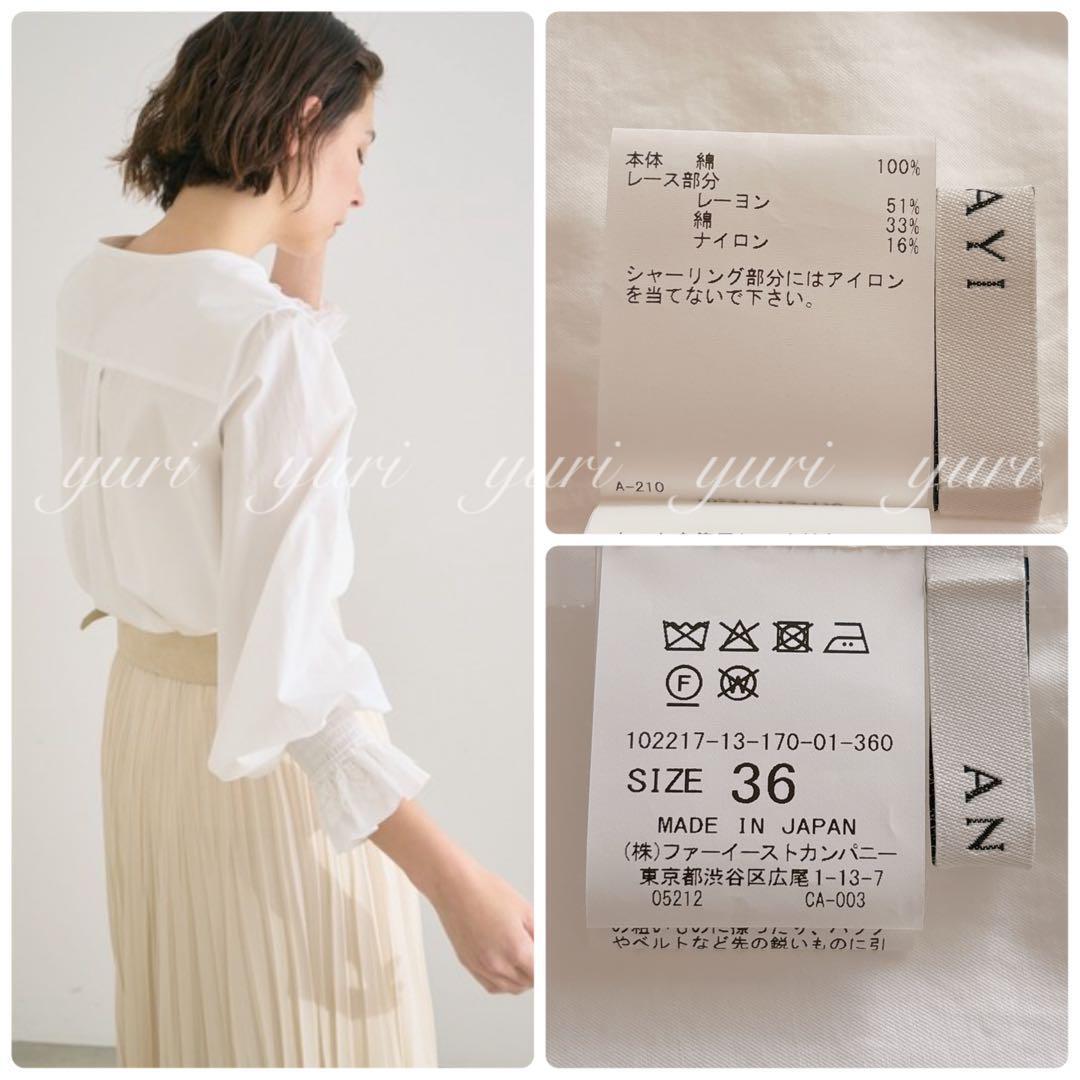 本体 綿 100%
レース部分
レーヨン 51%
綿 33%
ナイロン 16%
シャーリング部分にはアイロン
を当てないで下さい。
A-210
AYI
yuri yuri yuri yuri yuri
F
W
102217-13-170-01-360
SIZE 36
MADE IN JAPAN
(株)ファーイーストカンパニー
東京都渋谷区広尾1-13-7
05212 CA-003
やベルトなど先の鋭いものに引
AN